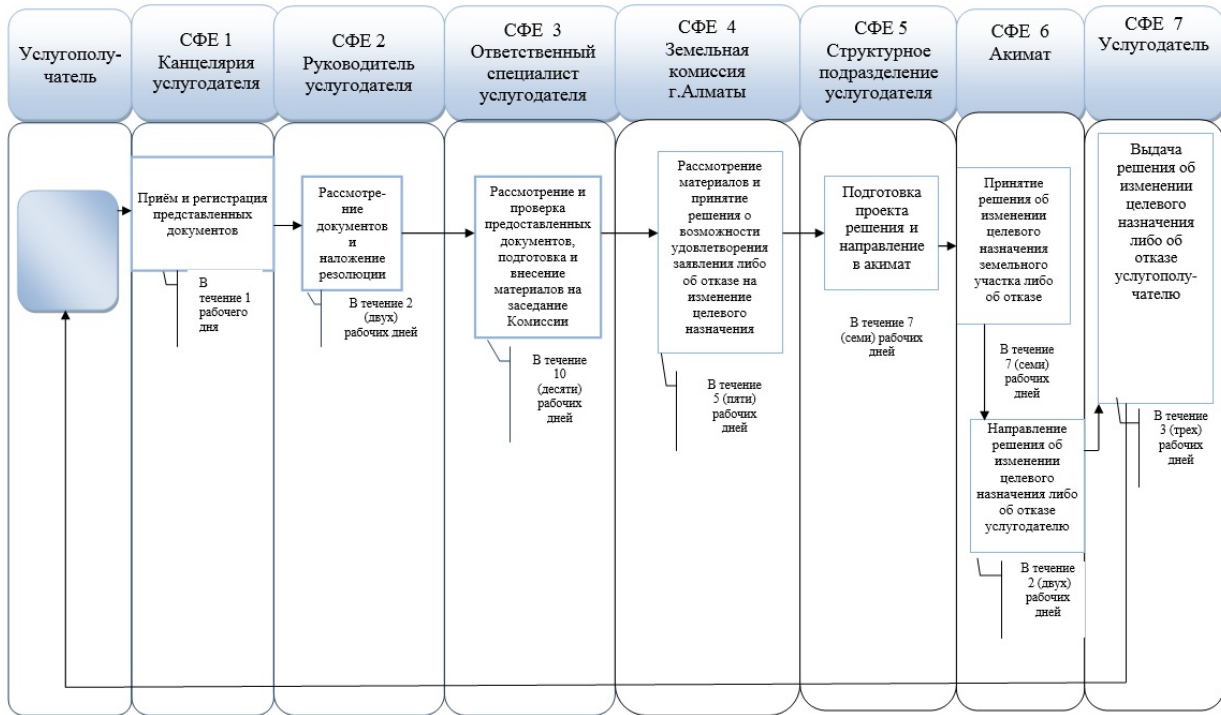 Услугополу-
чатель
СФЕ 1
Канцелярия
услугодателя
СФЕ 2
Руководитель
услугодателя
СФЕ 3
Ответственный
специалист
услугодателя
СФЕ 4
Земельная
комиссия
г.Алматы
СФЕ 5
Структурное
подразделение
услугодателя
СФЕ 6
Акимат
СФЕ 7
Услугодатель
Приём и регистрация
представленных
документов
В
течение 1
рабочего
дня
Рассмотре-
ние
документов
и
наложение
резолюции
В течение 2
(двух)
рабочих дней
Рассмотрение и
проверка
предоставленных
документов,
подготовка и
внесение
материалов на
заседание
Комиссии
В течение
10
(десяти)
рабочих
дней
Рассмотрение
материалов и
принятие
решения о
возможности
удовлетворения
заявления либо
об отказе на
изменение
целевого
назначения
В течение
5 (пяти)
рабочих
дней
Подготовка
проекта
решения и
направление
в акимат
В течение 7
(семи) рабочих
дней
Принятие
решения об
изменении
целевого
назначения
земельного
участка либо
об отказе
В течение
7 (семи)
рабочих
дней
Направление
решения об
изменении
целевого
назначения либо
об отказе
услугодателю
В течение
2 (двух)
рабочих
дней
Выдача
решения об
изменении
целевого
назначения
либо об
отказе
услугополу-
чателю
В течение
3 (трех)
рабочих
дней